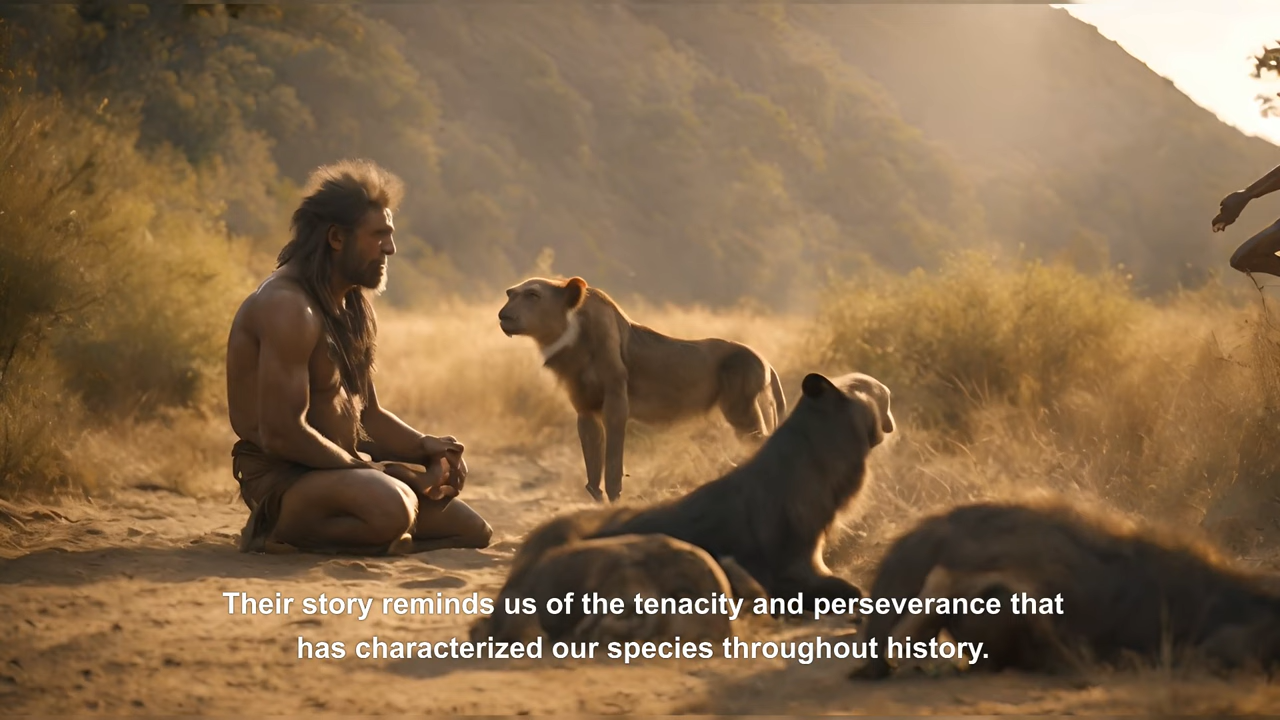 Their story reminds us of the tenacity and perseverance that
has characterized our species throughout history.